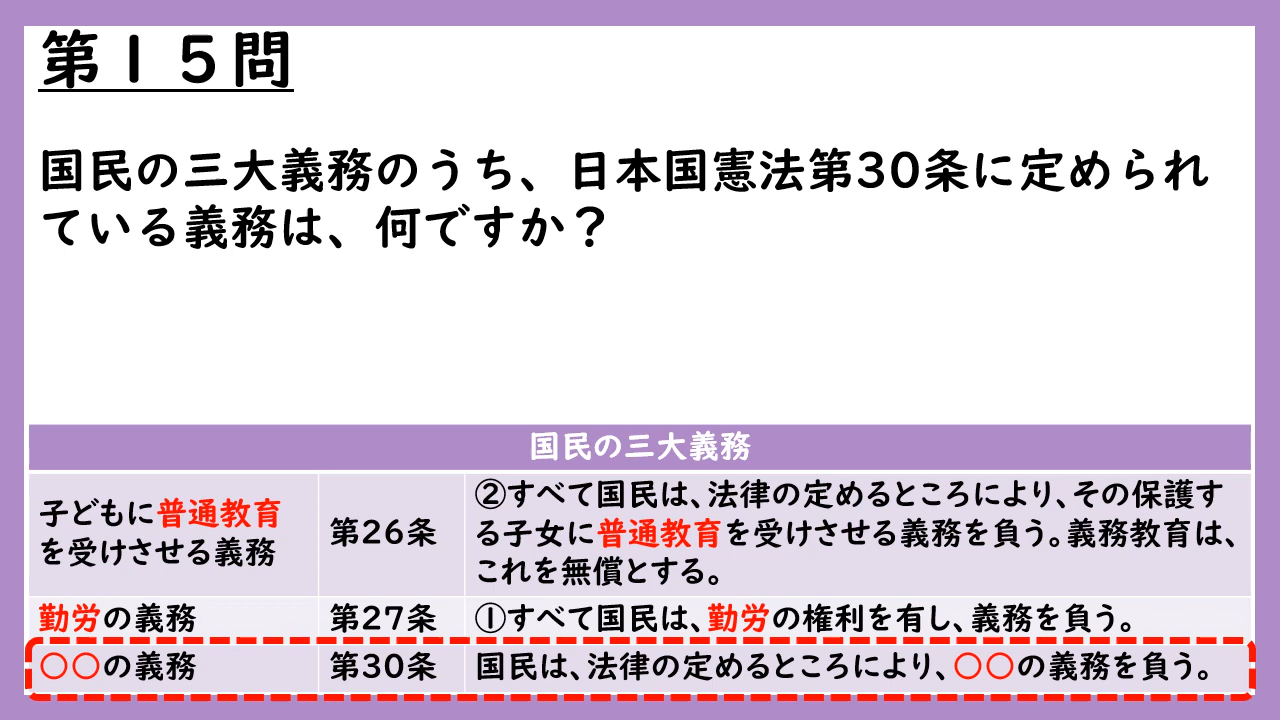 第１５問
国民の三大義務のうち、日本国憲法第30条に定められ
ている義務は、何ですか？
国民の三大義務
子どもに普通教育
を受けさせる義務
第26条
②すべて国民は、法律の定めるところにより、その保護す
る子女に普通教育を受けさせる義務を負う。義務教育は、
これを無償とする。
勤労の義務
第27条
①すべて国民は、勤労の権利を有し、義務を負う。
○○の義務
第30条
国民は、法律の定めるところにより、○○の義務を負う。